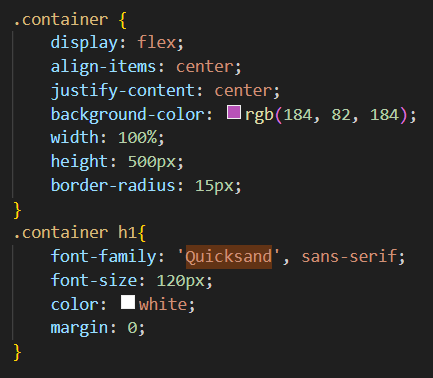 .container {
    display: flex;
    align-items: center;
    justify-content: center;
    background-color: rgb(184, 82, 184);
    width: 100%;
    height: 500px;
    border-radius: 15px;
}
.container h1{
    font-family: 'Quicksand', sans-serif;
    font-size: 120px;
    color: white;
    margin: 0;
}